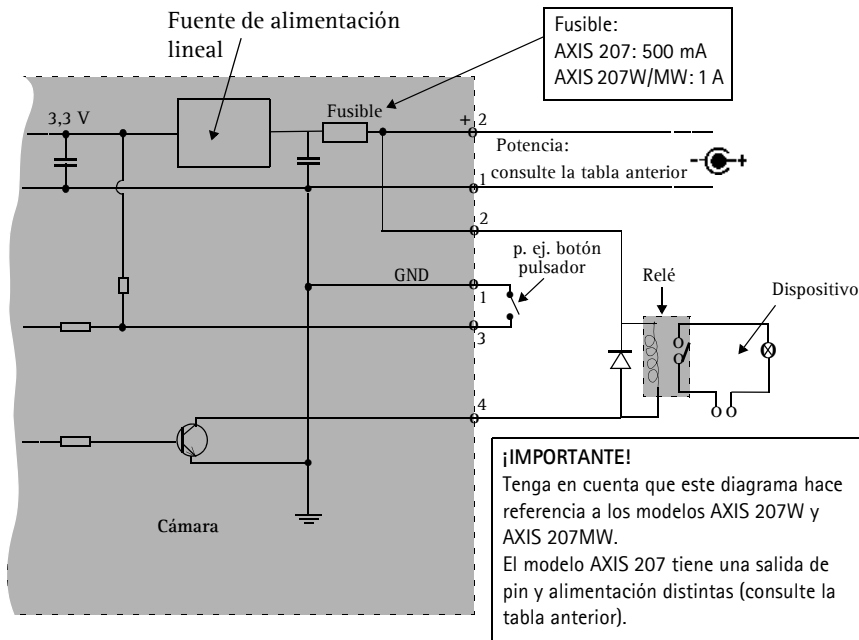 Fuente de alimentación
lineal
Fusible:
AXIS 207: 500 mA
AXIS 207W/MW: 1 A
3,3 V
Fusible
+ 2
Potencia:
consulte la tabla anterior
- +
1
2
p. ej. botón
pulsador
GND
1
3
Relé
Dispositivo
4
Cámara
¡IMPORTANTE!
Tenga en cuenta que este diagrama hace
referencia a los modelos AXIS 207W y
AXIS 207MW.
El modelo AXIS 207 tiene una salida de
pin y alimentación distintas (consulte la
tabla anterior).